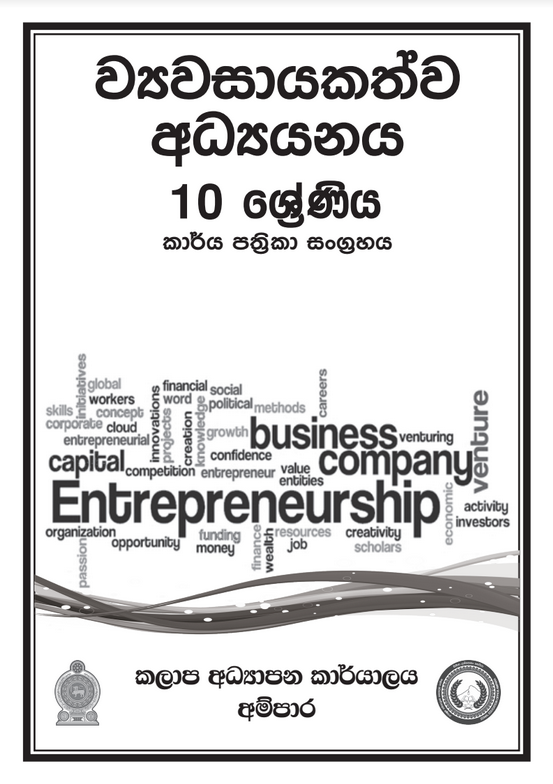 ව්‍යවසායකත්ව
අධ්‍යයනය
10 ශ්‍රේණිය
කාර්ය පත්‍රිකා සංග්‍රහය
initiatives
global
workers
skills
concept
corporate
cloud
entrepreneurial
innovations
financial
word
projects
creation
knowledge
social
political
methods
careers
growth
business
venturing
venture
capital
competition
confidence
entrepreneur
value
entities
company
Entrepreneurship
economic
activity
investors
organization
opportunity
passion
funding
money
finance
wealth
resources
job
creativity
scholars
කලාප අධ්‍යාපන කාර්යාලය
අම්පාර